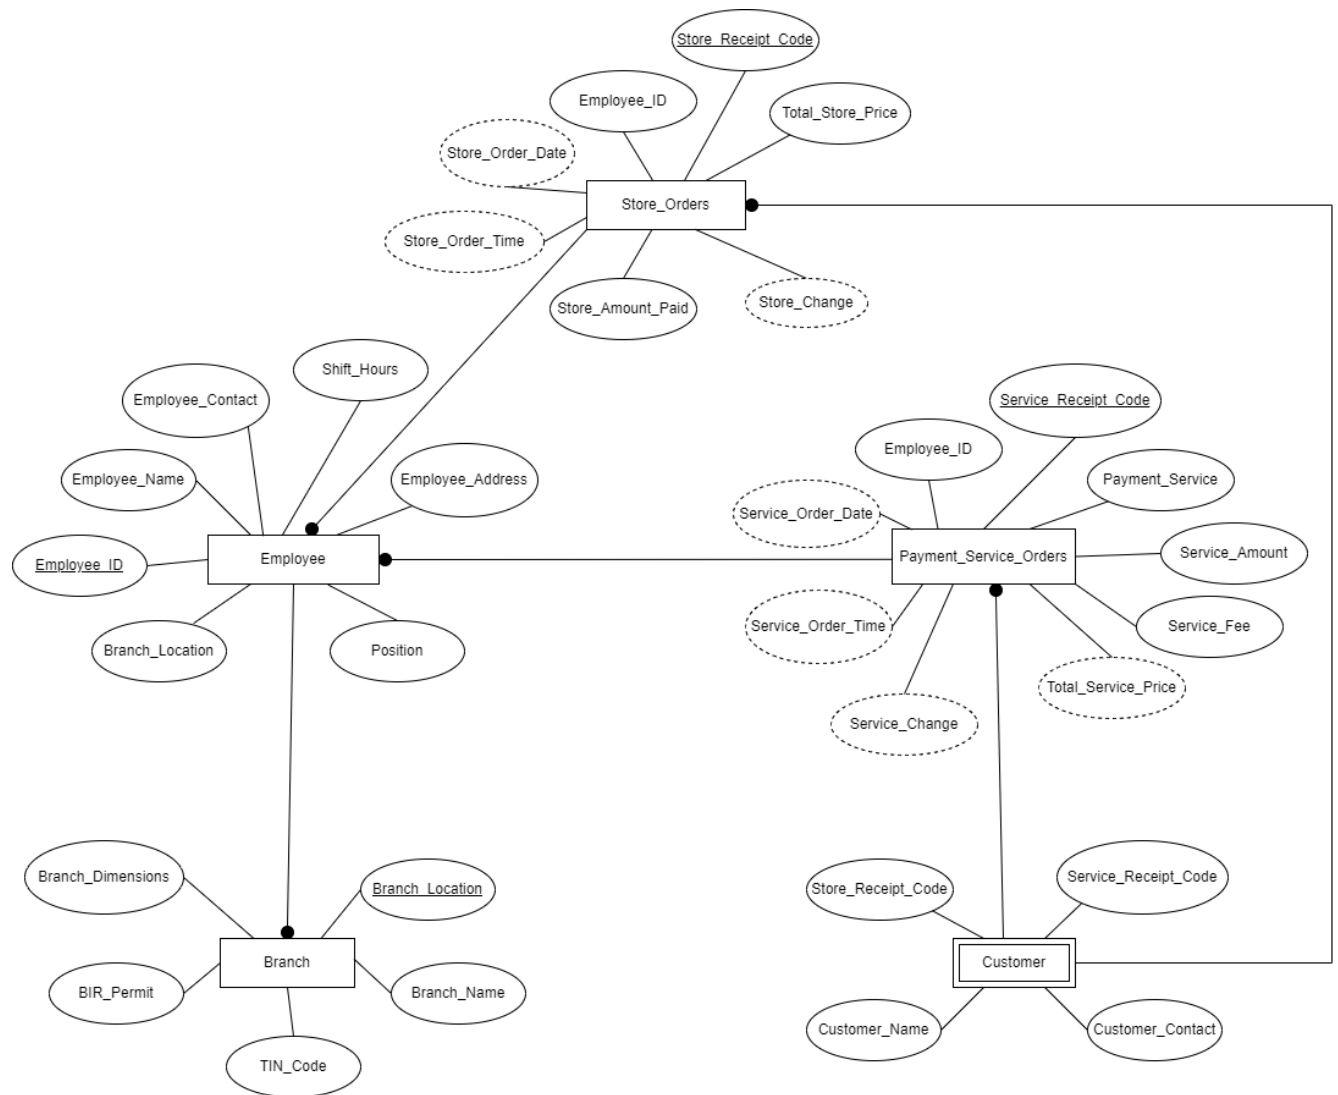 Store_Receipt_Code
Employee_ID
Total_Store_Price
Store_Order_Date
Store_Orders
Store_Order_Time
Store_Amount_Paid
Store_Change
Shift_Hours
Employee_Contact
Employee_Name
Employee_Address
Employee_ID
Employee
Branch_Location
Position
Service_Receipt_Code
Employee_ID
Payment_Service
Service_Order_Date
Payment_Service_Orders
Service_Amount
Service_Order_Time
Service_Fee
Total_Service_Price
Service_Change
Branch_Dimensions
Branch_Location
Branch
BIR_Permit
Branch_Name
TIN_Code
Store_Receipt_Code
Service_Receipt_Code
Customer
Customer_Name
Customer_Contact